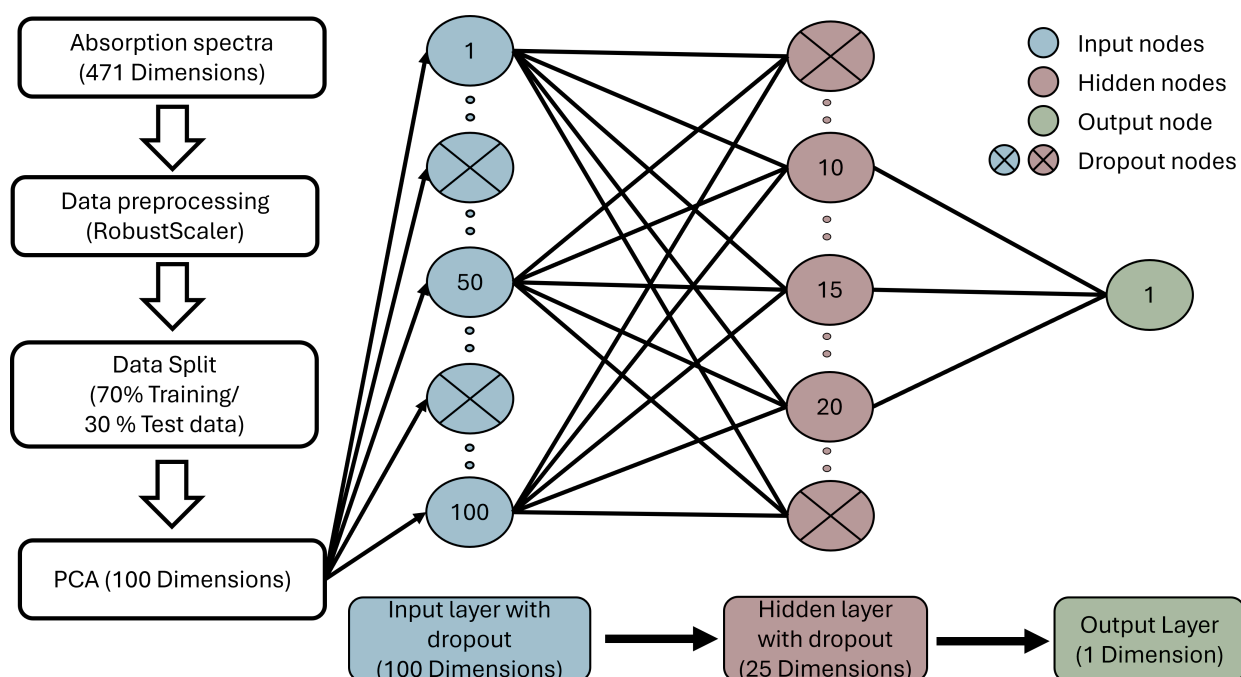 Absorption spectra
(471 Dimensions)
Data preprocessing
(RobustScaler)
Data Split
(70% Training/
30 % Test data)
PCA (100 Dimensions)
1
50
100
10
15
20
1
Input nodes
Hidden nodes
Output node
Dropout nodes
Input layer with
dropout
(100 Dimensions)
Hidden layer
with dropout
(25 Dimensions)
Output Layer
(1 Dimension)